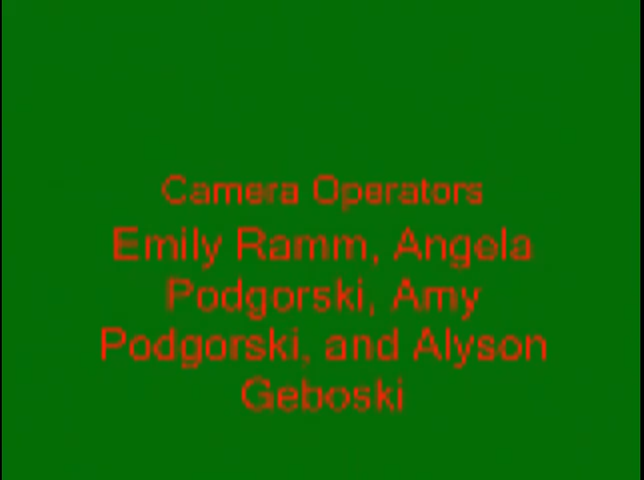 Camera Operators
Emily Ramm, Angela
Podgorski, Amy
Podgorski, and Alyson
Geboski